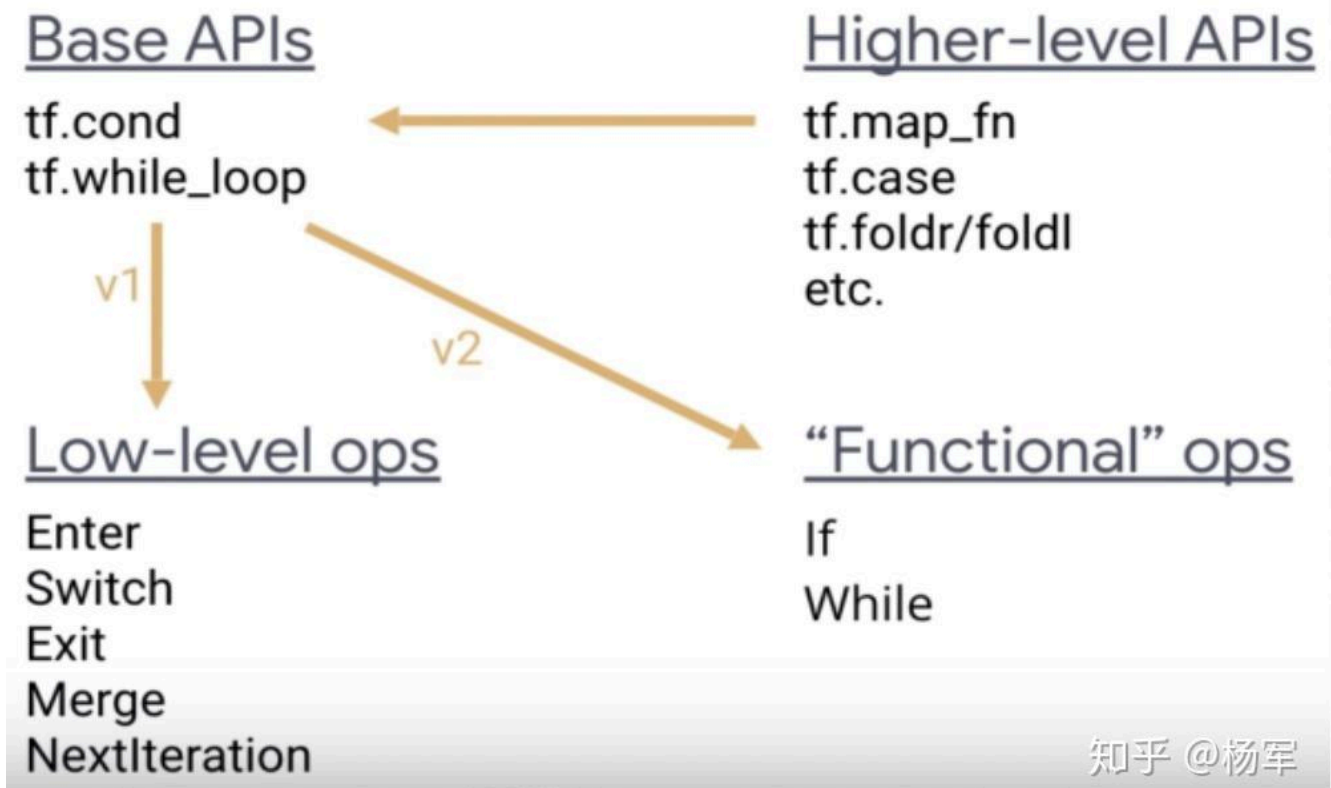 Base APIs
tf.cond
tf.while_loop
Higher-level APIs
tf.map_fn
tf.case
tf.foldr/foldl
etc.
v1
v2
Low-level ops
Enter
Switch
Exit
Merge
NextIteration
“Functional” ops
If
While
知乎 @杨军